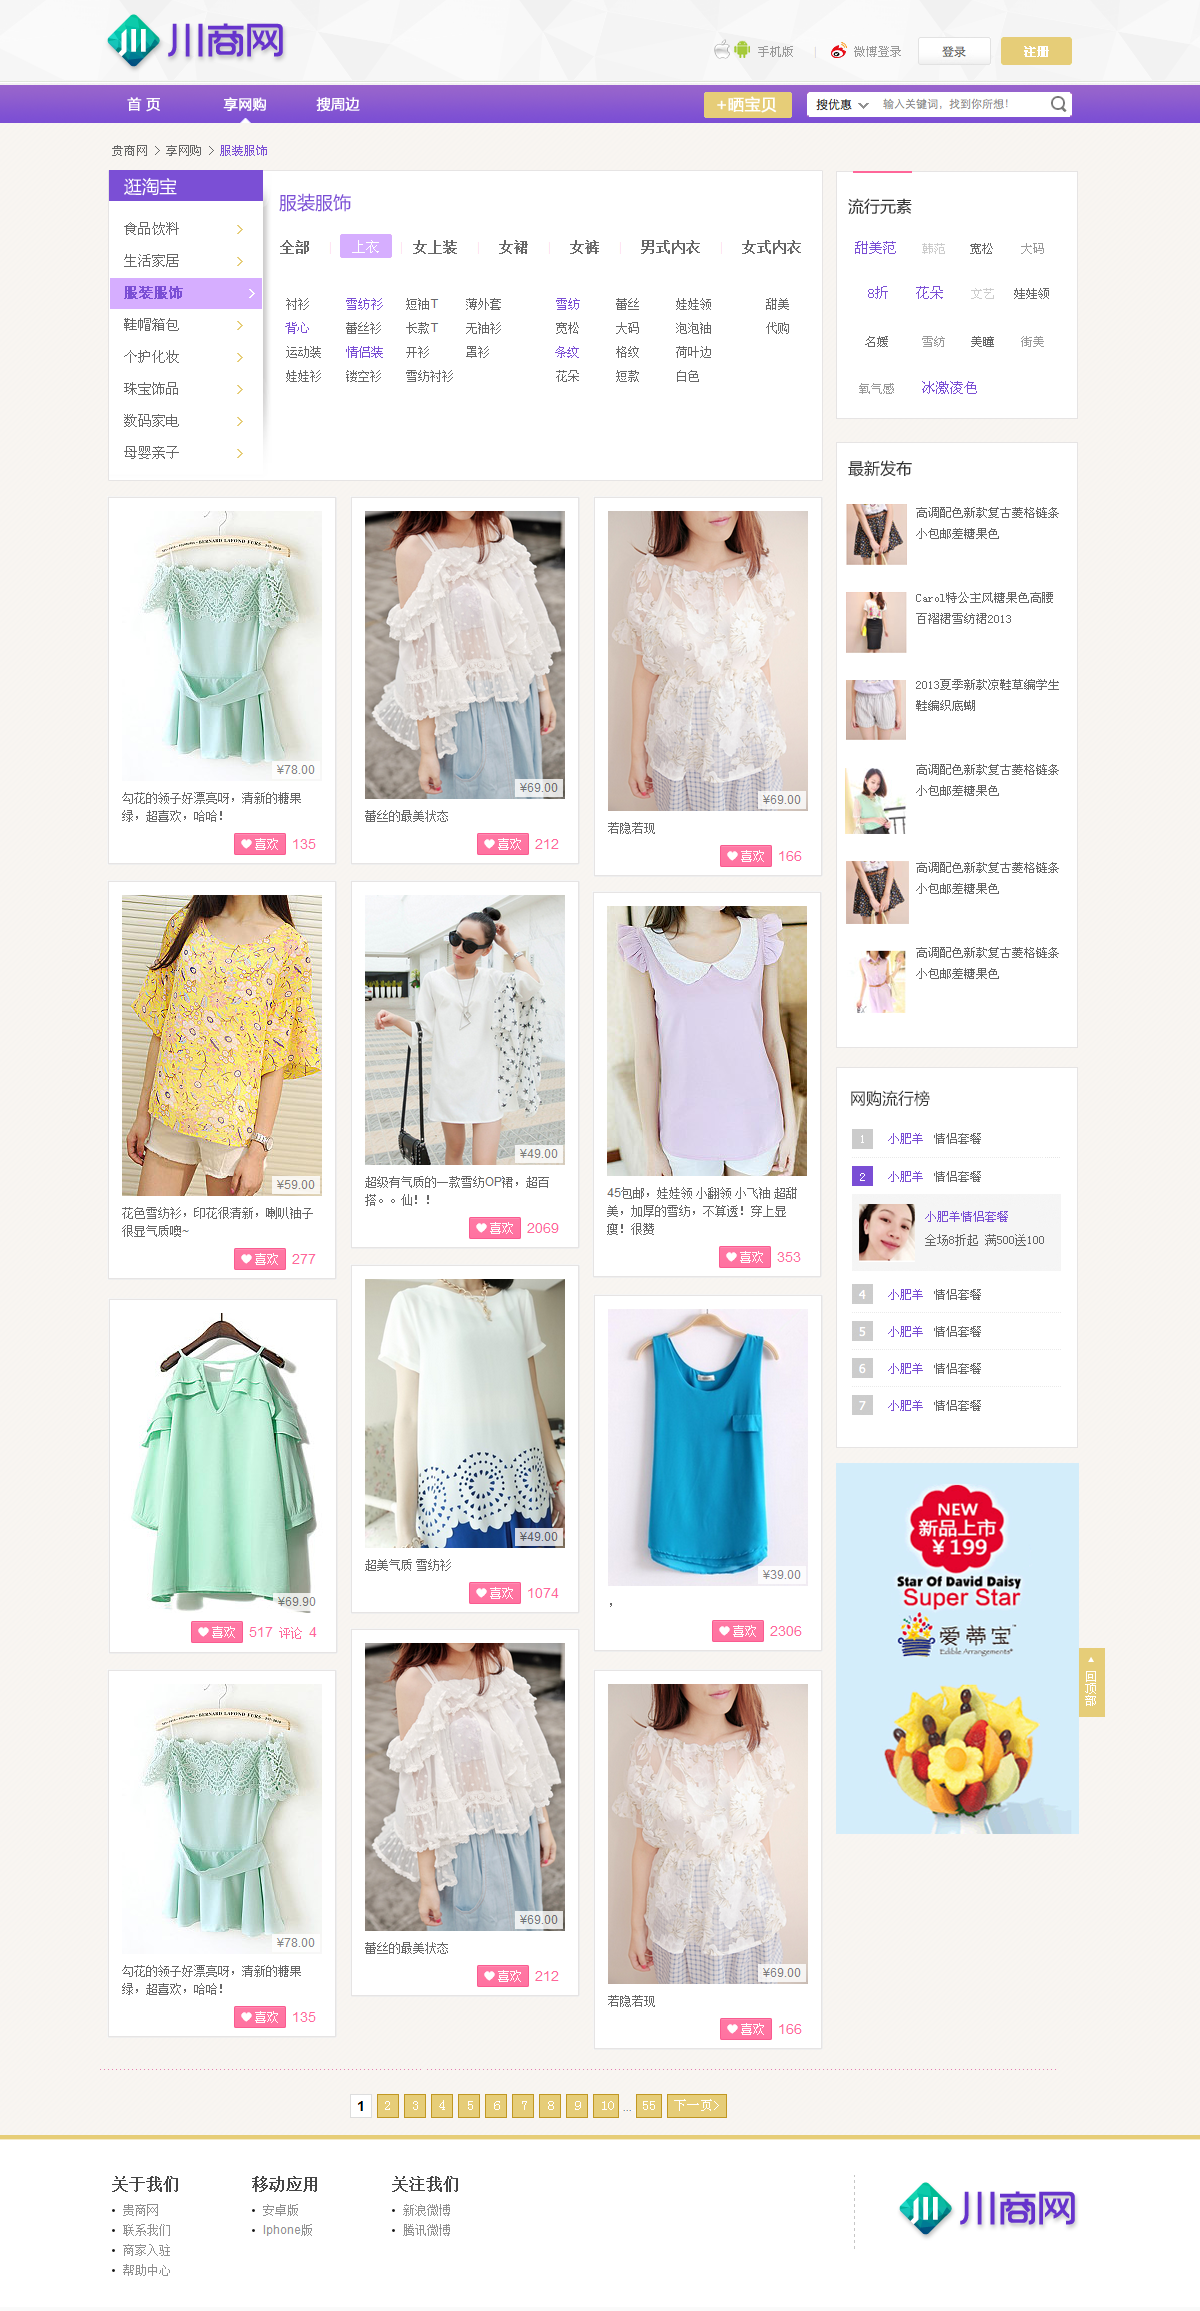 川商网
手机版
微博登录
登录
注册
首 页
享网购
搜周边
+晒宝贝
搜优惠
输入关键词，找到你所想！
贵商网 > 享网购 > 服装服饰
逛淘宝
食品饮料
生活家居
服装服饰
鞋帽箱包
个护化妆
珠宝饰品
数码家电
母婴亲子
服装服饰
全部 上衣 女上装 女裙 女裤 男式内衣 女式内衣
衬衫 雪纺衫 短袖T 薄外套 雪纺 蕾丝 娃娃领 甜美
背心 蕾丝衫 长款T 无袖衫 宽松 大码 泡泡袖 代购
运动装 情侣装 开衫 罩衫 条纹 格纹 荷叶边
娃娃衫 镂空衫 雪纺衬衫 花朵 短款 白色
流行元素
甜美范 韩范 宽松 大码
8折 花朵 文艺 娃娃领
名媛 雪纺 美瞳 街美
氧气感 冰激凌色
最新发布
高调配色新款复古菱格链条
小包邮差糖果色
Carol特公主风糖果色高腰
百褶裙雪纺裙2013
2013夏季新款凉鞋草编学生
鞋编织底蝴
高调配色新款复古菱格链条
小包邮差糖果色
高调配色新款复古菱格链条
小包邮差糖果色
高调配色新款复古菱格链条
小包邮差糖果色
网购流行榜
1 小肥羊 情侣套餐
2 小肥羊 情侣套餐
小肥羊情侣套餐
全场8折起 满500送100
4 小肥羊 情侣套餐
5 小肥羊 情侣套餐
6 小肥羊 情侣套餐
7 小肥羊 情侣套餐
NEW
新品上市
¥199
Star Of David Daisy
Super Star
爱蒂宝
Edible Arrangements
回顶部
BERNARD LAFOND FURS
¥78.00
勾花的领子好漂亮呀，清新的糖果
绿，超喜欢，哈哈！
喜欢 135
¥69.00
蕾丝的最美状态
喜欢 212
¥69.00
若隐若现
喜欢 166
¥59.00
花色雪纺衫，印花很清新，喇叭袖子
很显气质噢~
喜欢 277
¥49.00
超级有气质的一款雪纺OP裙，超百
搭。。仙！！
喜欢 2069
45包邮，娃娃领 小翻领 小飞袖 超甜
美，加厚的雪纺，不算透！穿上显
瘦！很赞
喜欢 353
¥69.90
喜欢 517 评论 4
¥49.00
超美气质 雪纺衫
喜欢 1074
¥39.00
，
喜欢 2306
BERNARD LAFOND FURS
¥78.00
勾花的领子好漂亮呀，清新的糖果
绿，超喜欢，哈哈！
喜欢 135
¥69.00
蕾丝的最美状态
喜欢 212
¥69.00
若隐若现
喜欢 166
1 2 3 4 5 6 7 8 9 10 ... 55 下一页>
关于我们
• 贵商网
• 联系我们
• 商家入驻
• 帮助中心
移动应用
• 安卓版
• Iphone版
关注我们
• 新浪微博
• 腾讯微博
川商网